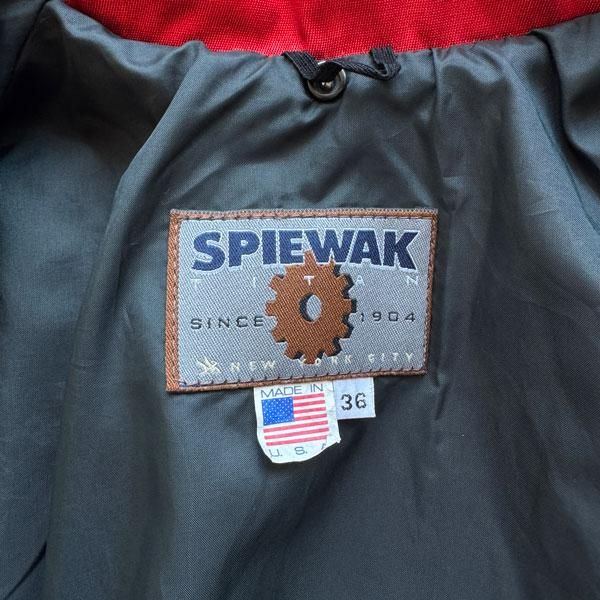 SPIEWAK
TITAN
SINCE 1904
NEW YORK CITY
MADE IN
36
U. S. A